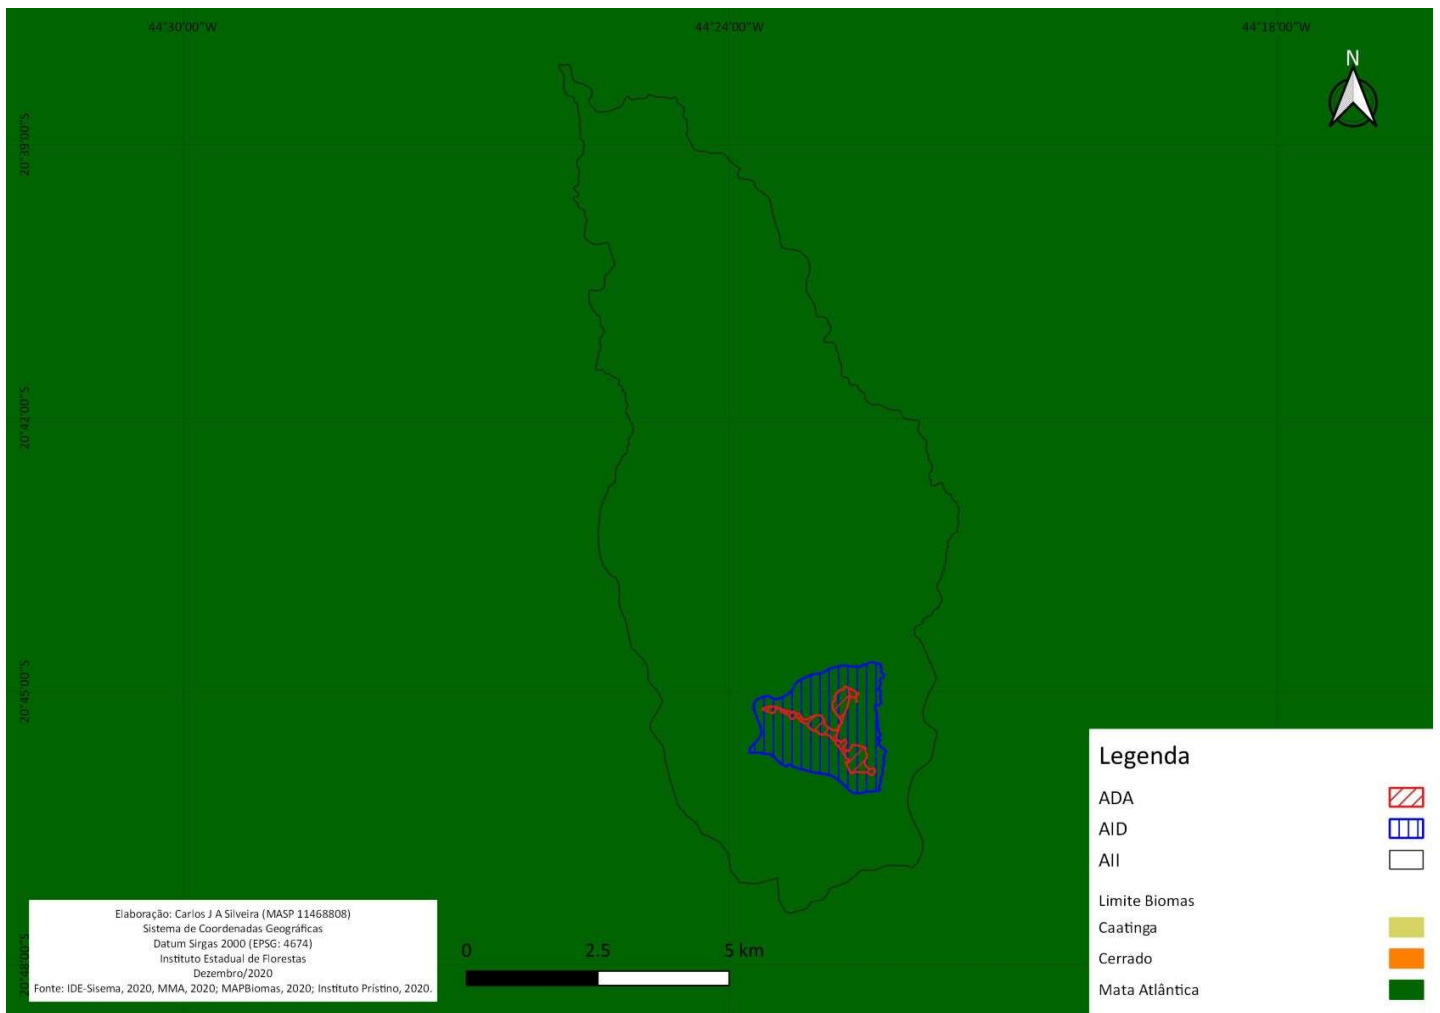 44°30'00"W
44°24'00"W
44°18'00"W
N
20°39'00"S
20°42'00"S
20°45'00"S
20°48'00"S
Legenda
ADA
AID
AII
Limite Biomas
Caatinga
Cerrado
Mata Atlântica
Elaboração: Carlos J A Silveira (MASP 11468808)
Sistema de Coordenadas Geográficas
Datum Sirgas 2000 (EPSG: 4674)
Instituto Estadual de Florestas
Dezembro/2020
Fonte: IDE-Sisema, 2020, MMA, 2020; MAPBiomas, 2020; Instituto Prístino, 2020.
0 2.5 5 km